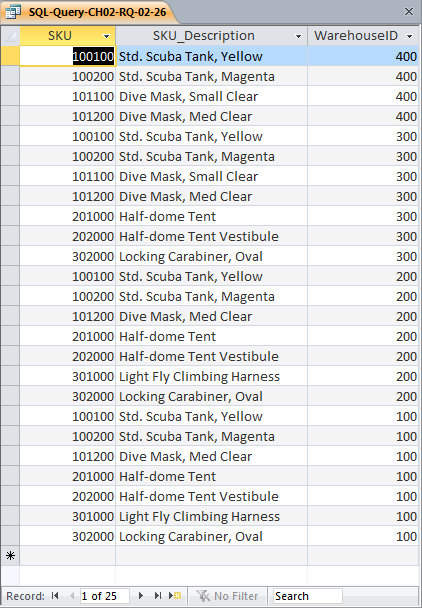 SQL-Query-CH02-RQ-02-26
SKU SKU_Description WarehouseID
100100 Std. Scuba Tank, Yellow 400
100200 Std. Scuba Tank, Magenta 400
101100 Dive Mask, Small Clear 400
101200 Dive Mask, Med Clear 400
100100 Std. Scuba Tank, Yellow 300
100200 Std. Scuba Tank, Magenta 300
101100 Dive Mask, Small Clear 300
101200 Dive Mask, Med Clear 300
201000 Half-dome Tent 300
202000 Half-dome Tent Vestibule 300
302000 Locking Carabiner, Oval 300
100100 Std. Scuba Tank, Yellow 200
100200 Std. Scuba Tank, Magenta 200
101200 Dive Mask, Med Clear 200
201000 Half-dome Tent 200
202000 Half-dome Tent Vestibule 200
301000 Light Fly Climbing Harness 200
302000 Locking Carabiner, Oval 200
100100 Std. Scuba Tank, Yellow 100
100200 Std. Scuba Tank, Magenta 100
101200 Dive Mask, Med Clear 100
201000 Half-dome Tent 100
202000 Half-dome Tent Vestibule 100
301000 Light Fly Climbing Harness 100
302000 Locking Carabiner, Oval 100
Record: 1 of 25 No Filter Search